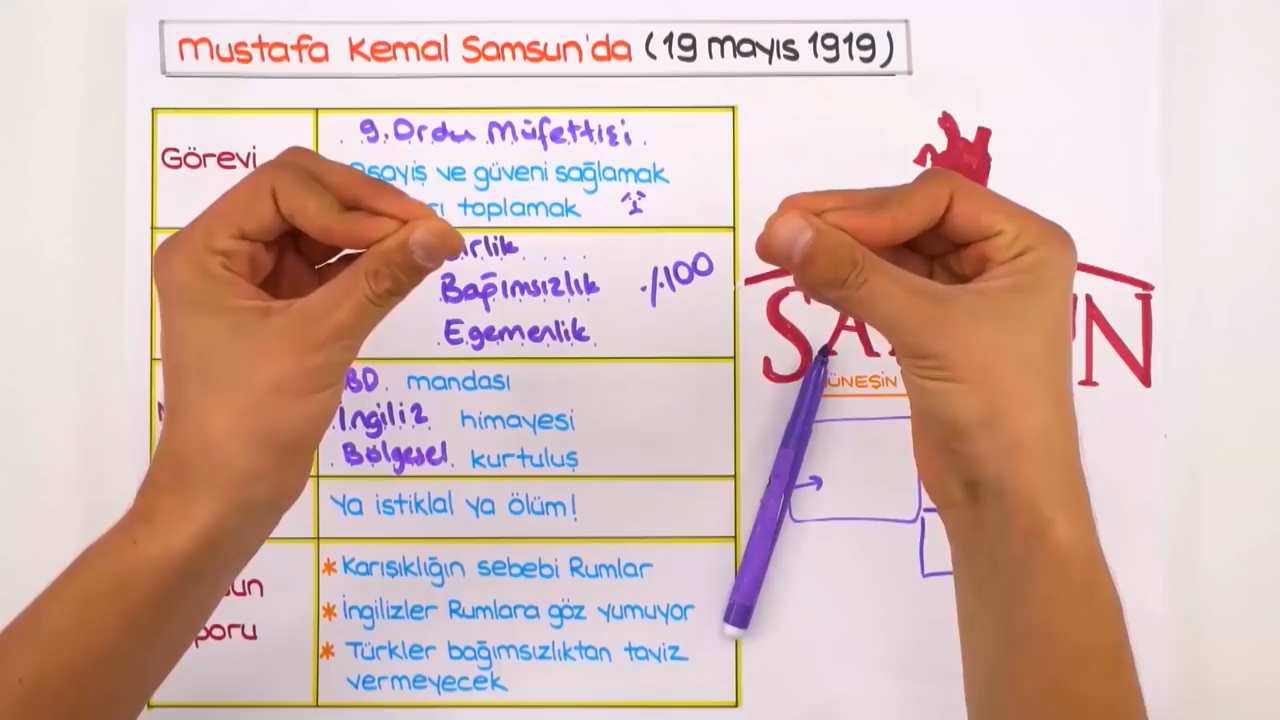 Mustafa Kemal Samsun'da (19 mayıs 1919)
Görevi
9. Ordu Müfettişi
ve güveni sağlamak
toplamak
Bağımsızlık %100
Egemenlik
mandası
İngiliz himayesi
Bölgesel kurtuluş
Ya istiklal ya ölüm!
* Karışıklığın sebebi Rumlar
* İngilizler Rumlara göz yumuyor
* Türkler bağımsızlıktan taviz
vermeyecek